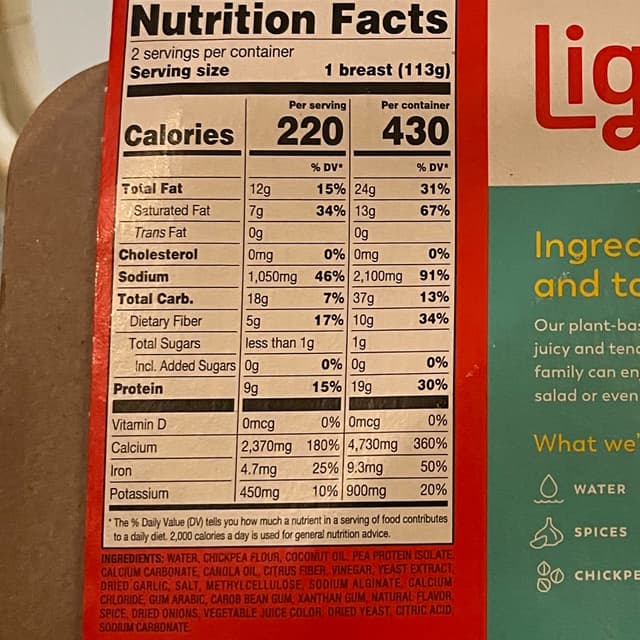 Nutrition Facts
2 servings per container
Serving size 1 breast (113g)
Per serving Per container
Calories 220 430
% DV* % DV*
Total Fat 12g 15% 24g 31%
Saturated Fat 7g 34% 13g 67%
Trans Fat 0g 0g
Cholesterol 0mg 0% 0mg 0%
Sodium 1,050mg 46% 2,100mg 91%
Total Carb. 18g 7% 37g 13%
Dietary Fiber 5g 17% 10g 34%
Total Sugars less than 1g 1g
Incl. Added Sugars 0g 0% 0g 0%
Protein 9g 15% 19g 30%
Vitamin D 0mcg 0% 0mcg 0%
Calcium 2,370mg 180% 4,730mg 360%
Iron 4.7mg 25% 9.3mg 50%
Potassium 450mg 10% 900mg 20%
* The % Daily Value (DV) tells you how much a nutrient in a serving of food contributes
to a daily diet. 2,000 calories a day is used for general nutrition advice.
INGREDIENTS: WATER, CHICKPEA FLOUR, COCONUT OIL, PEA PROTEIN ISOLATE,
CALCIUM CARBONATE, CANOLA OIL, CITRUS FIBER, VINEGAR, YEAST EXTRACT,
DRIED GARLIC, SALT, METHYLCELLULOSE, SODIUM ALGINATE, CALCIUM
CHLORIDE, GUM ARABIC, CAROB BEAN GUM, XANTHAN GUM, NATURAL FLAVOR,
SPICE, DRIED ONIONS, VEGETABLE JUICE COLOR, DRIED YEAST, CITRIC ACID,
SODIUM CARBONATE.
Lig
Ingred
and to
Our plant-bas
juicy and tend
family can en
salad or even
What we'
WATER
SPICES
CHICKPE